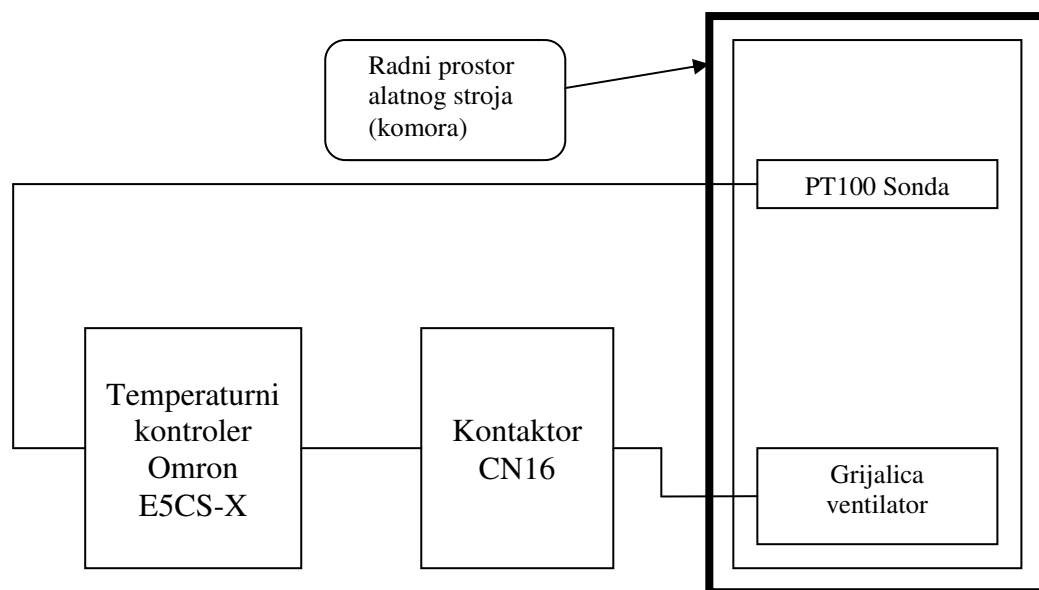 Radni prostor
alatnog stroja
(komora)
PT100 Sonda
Temperaturni
kontroler
Omron
E5CS-X
Kontaktor
CN16
Grijalica
ventilator